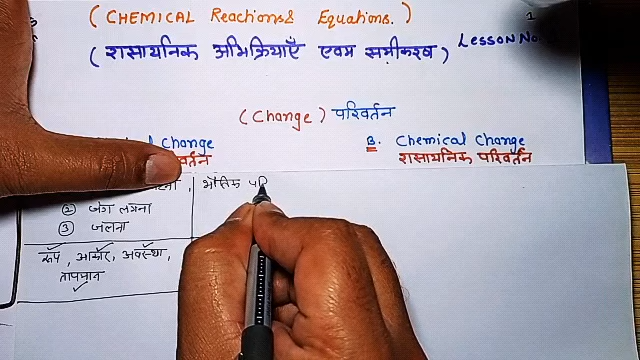 ( CHEMICAL Reactions & Equations. )
( रासायनिक अभिक्रियाएँ एवम समीकरण ) Lesson No.
(Change) परिवर्तन
Change B. Chemical Change
रासायनिक परिवर्तन
भौतिक
② जंग लगना
③ जलना
रूप, आकार, अवस्था,
तापमान